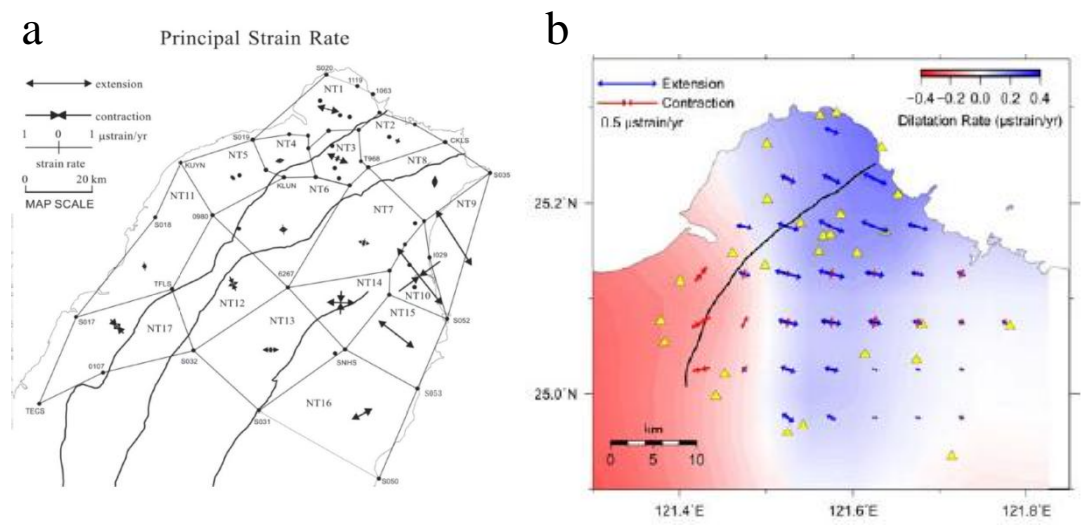 a
Principal Strain Rate
extension
contraction
1 0 1
μstrain/yr
strain rate
0 20 km
MAP SCALE
S020
1119
1063
NT1
NT2
S019
NT4
NT3
CKLS
NT5
T968
NT8
KUYN
KLUN
NT6
S035
NT11
NT9
0980
NT7
S018
I029
6267
TFLS
NT14
NT12
NT10
NT13
NT15
S017
NT17
S052
S032
SNHS
0107
S053
TECS
NT16
S031
S050
b
Extension
Contraction
0.5 μstrain/yr
−0.4 −0.2 0.0 0.2 0.4
Dilatation Rate (μstrain/yr)
25.2°N
25.0°N
km
0 5 10
121.4°E 121.6°E 121.8°E